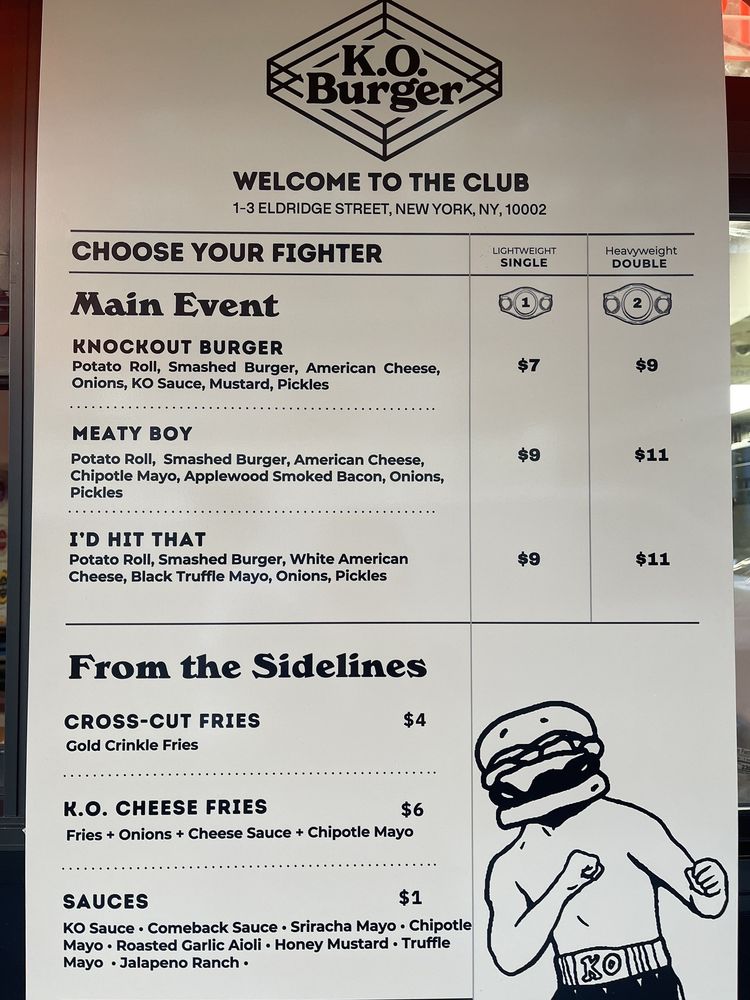 K.O.
Burger
WELCOME TO THE CLUB
1-3 ELDRIDGE STREET, NEW YORK, NY, 10002
CHOOSE YOUR FIGHTER
LIGHTWEIGHT
SINGLE
Heavyweight
DOUBLE
Main Event
1
2
KNOCKOUT BURGER
Potato Roll, Smashed Burger, American Cheese,
Onions, KO Sauce, Mustard, Pickles
$7
$9
MEATY BOY
Potato Roll, Smashed Burger, American Cheese,
Chipotle Mayo, Applewood Smoked Bacon, Onions,
Pickles
$9
$11
I'D HIT THAT
Potato Roll, Smashed Burger, White American
Cheese, Black Truffle Mayo, Onions, Pickles
$9
$11
From the Sidelines
CROSS-CUT FRIES $4
Gold Crinkle Fries
K.O. CHEESE FRIES $6
Fries + Onions + Cheese Sauce + Chipotle Mayo
SAUCES $1
KO Sauce • Comeback Sauce • Sriracha Mayo • Chipotle
Mayo • Roasted Garlic Aioli • Honey Mustard • Truffle
Mayo • Jalapeno Ranch •
KO